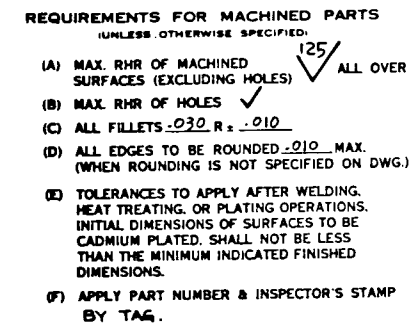 REQUIREMENTS FOR MACHINED PARTS
(UNLESS OTHERWISE SPECIFIED)
(A) MAX. RHR OF MACHINED 125 √ ALL OVER
SURFACES (EXCLUDING HOLES)
(B) MAX. RHR OF HOLES √
(C) ALL FILLETS .030 R ± .010
(D) ALL EDGES TO BE ROUNDED .010 MAX.
(WHEN ROUNDING IS NOT SPECIFIED ON DWG.)
(E) TOLERANCES TO APPLY AFTER WELDING,
HEAT TREATING, OR PLATING OPERATIONS.
INITIAL DIMENSIONS OF SURFACES TO BE
CADMIUM PLATED, SHALL NOT BE LESS
THAN THE MINIMUM INDICATED FINISHED
DIMENSIONS.
(F) APPLY PART NUMBER & INSPECTOR'S STAMP
BY TAG.